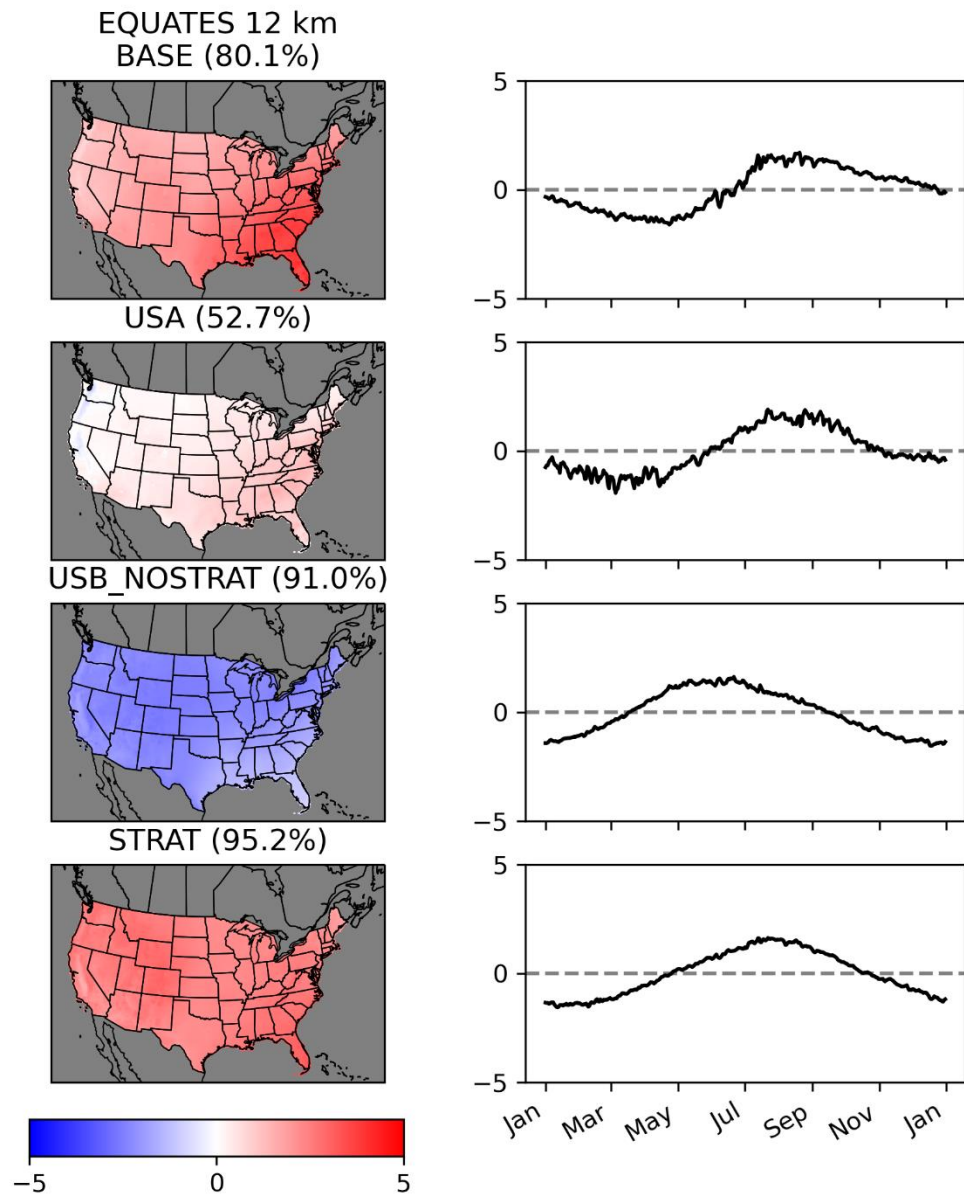 EQUATES 12 km
BASE (80.1%)
5
0
−5
USA (52.7%)
5
0
−5
USB_NOSTRAT (91.0%)
5
0
−5
STRAT (95.2%)
5
0
−5
Jan Mar May Jul Sep Nov Jan
−5 0 5